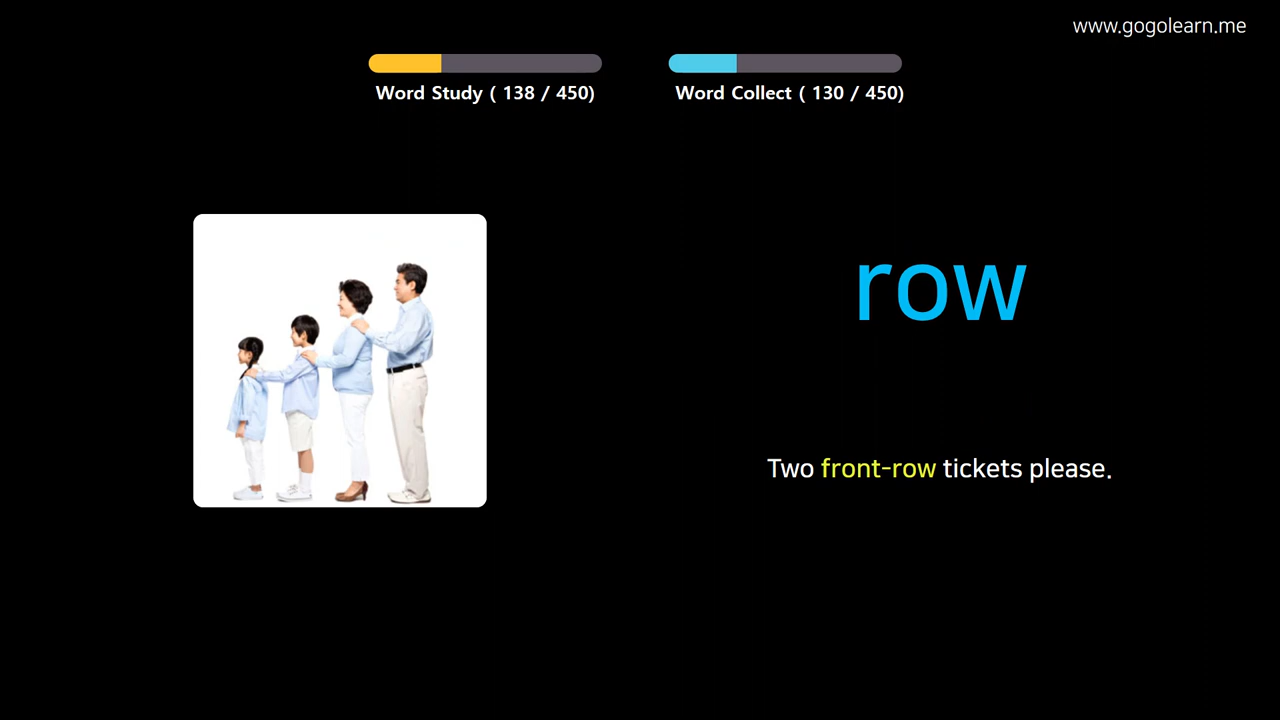 www.gogolearn.me
Word Study ( 138 / 450)
Word Collect ( 130 / 450)
row
Two front-row tickets please.